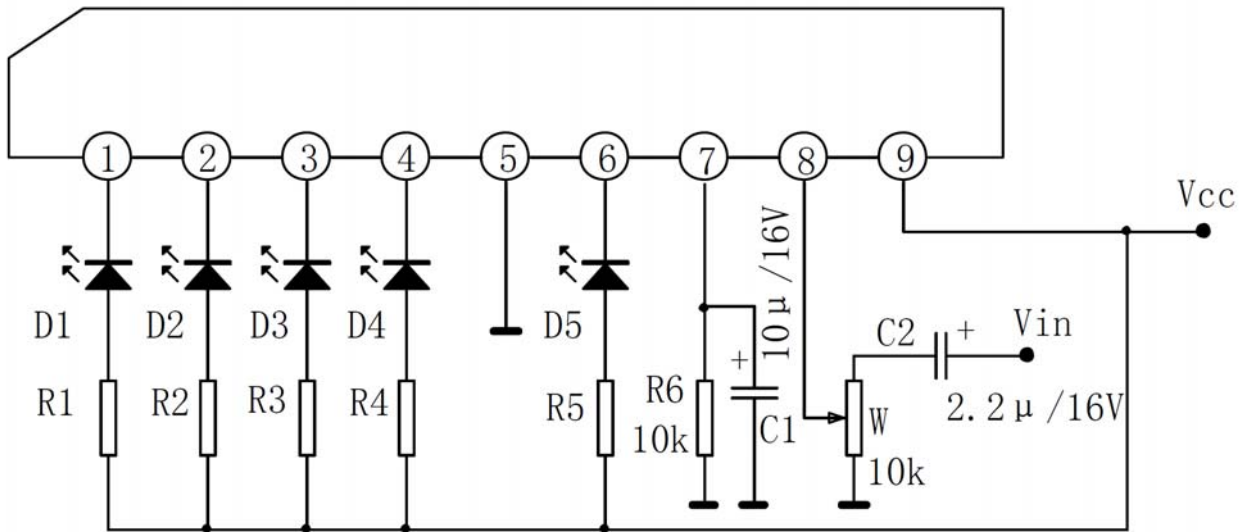 1 2 3 4 5 6 7 8 9
Vcc
10μ/16V
D1 D2 D3 D4 D5
C2 + Vin
R1 R2 R3 R4 R5 R6 + W 2.2μ/16V
10k C1 10k